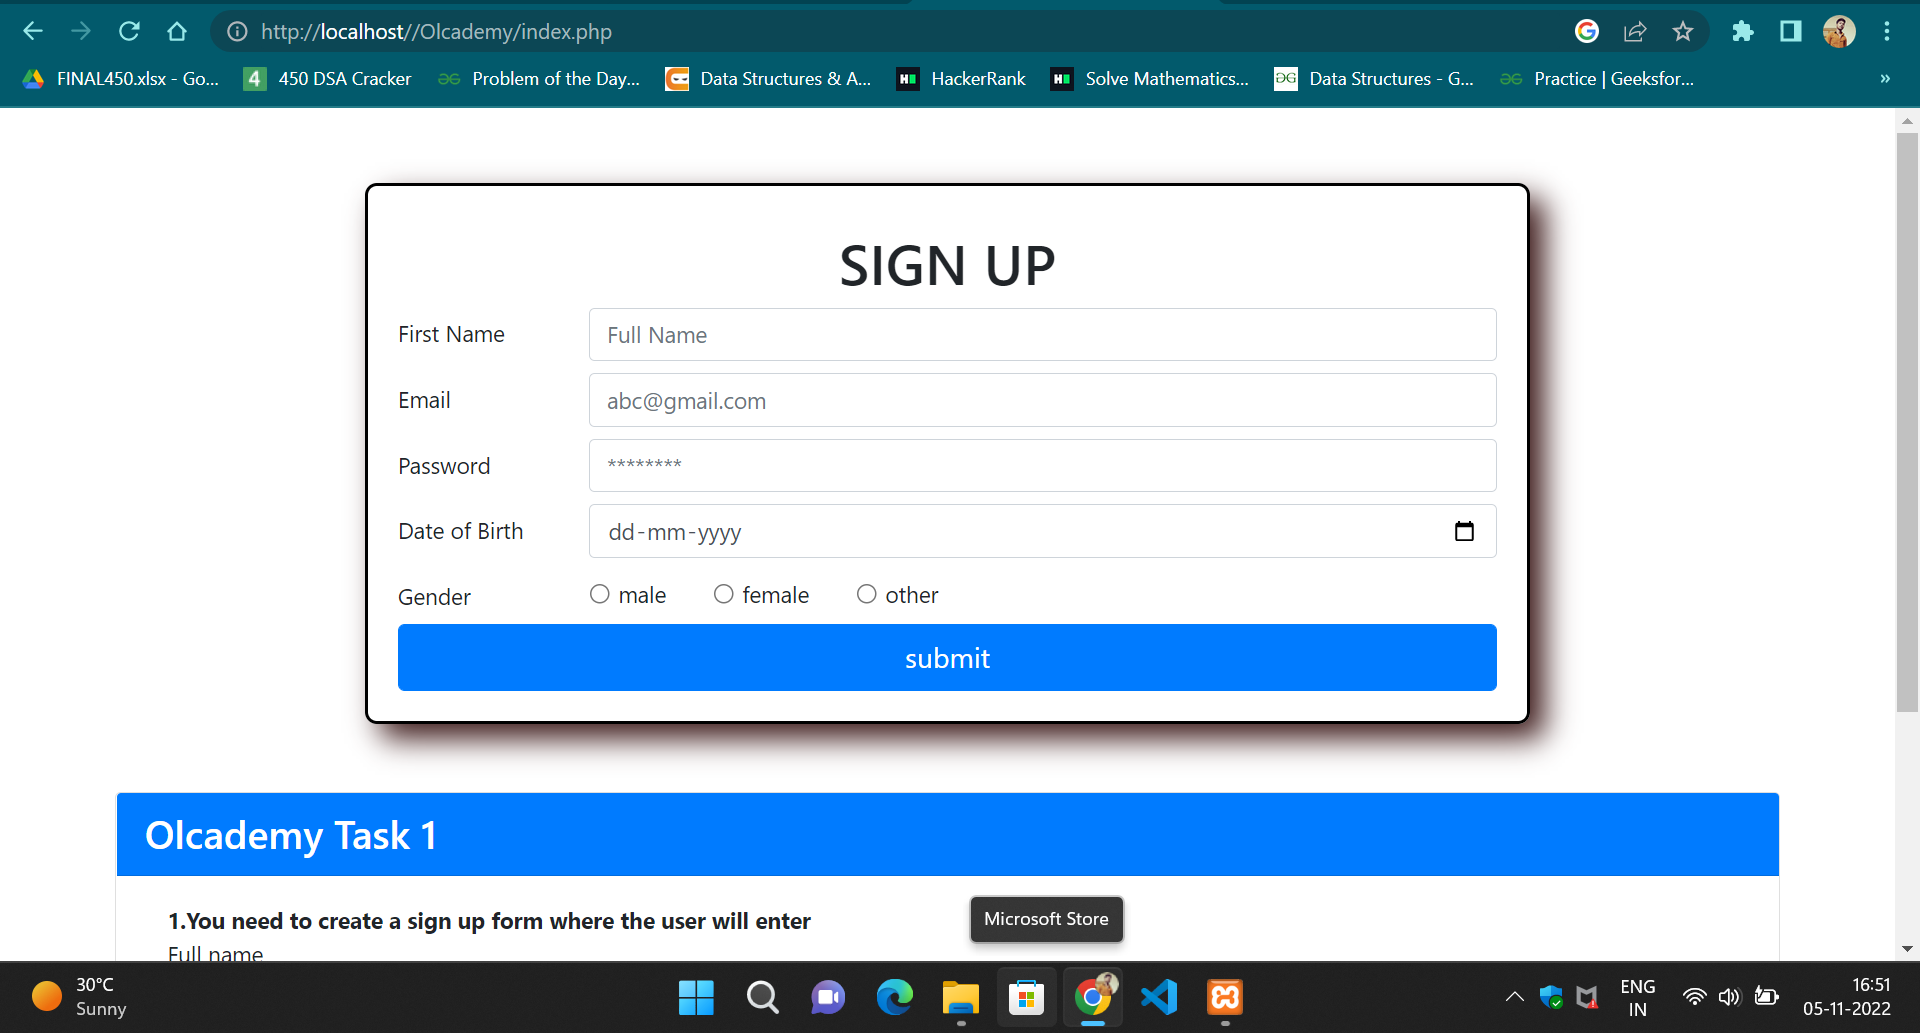 http://localhost//Olcademy/index.php
FINAL450.xlsx - Go... 450 DSA Cracker Problem of the Day... Data Structures & A... HackerRank Solve Mathematics... Data Structures - G... Practice | Geeksfor... »
SIGN UP
First Name Full Name
Email abc@gmail.com
Password ********
Date of Birth dd-mm-yyyy
Gender male female other
submit
Olcademy Task 1
1.You need to create a sign up form where the user will enter
Full name
Microsoft Store
30°C
Sunny
ENG
IN
16:51
05-11-2022